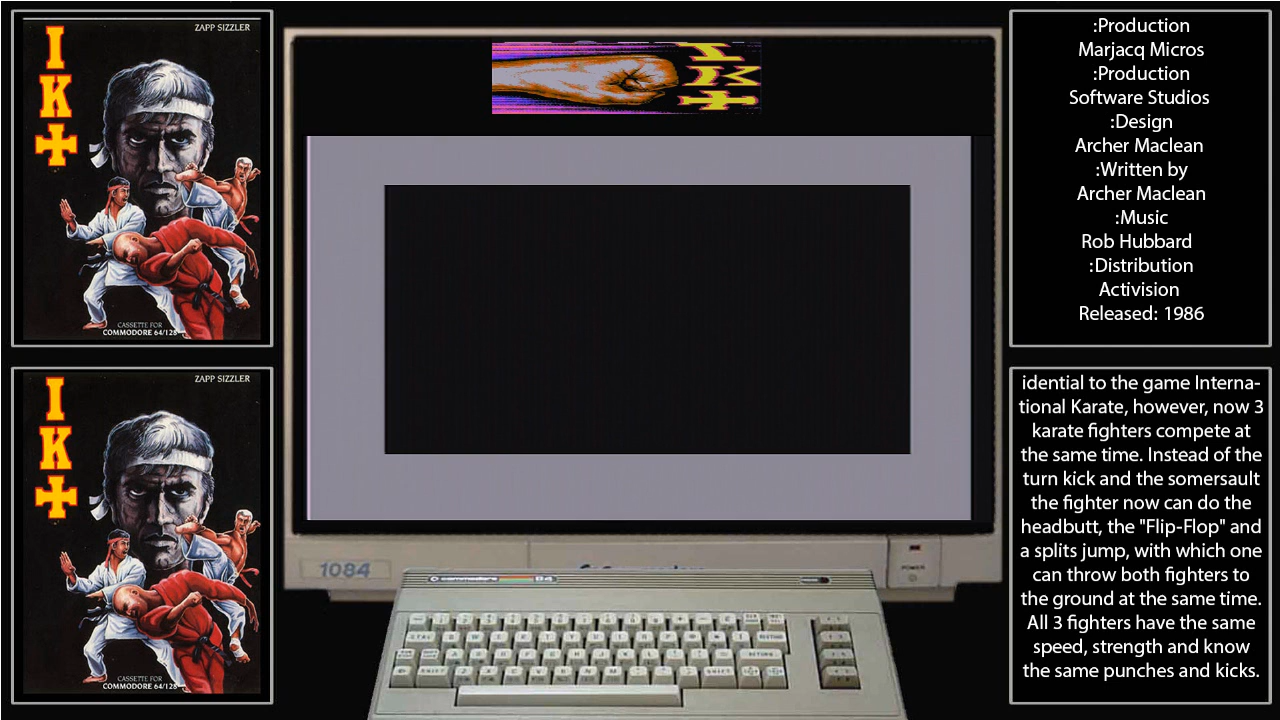 ZAPP SIZZLER
I
K
+
CASSETTE FOR
COMMODORE 64/128
ZAPP SIZZLER
I
K
+
CASSETTE FOR
COMMODORE 64/128
1084
POWER
commodore 64
:Production
Marjacq Micros
:Production
Software Studios
:Design
Archer Maclean
:Written by
Archer Maclean
:Music
Rob Hubbard
:Distribution
Activision
Released: 1986
idential to the game Interna-
tional Karate, however, now 3
karate fighters compete at
the same time. Instead of the
turn kick and the somersault
the fighter now can do the
headbutt, the "Flip-Flop" and
a splits jump, with which one
can throw both fighters to
the ground at the same time.
All 3 fighters have the same
speed, strength and know
the same punches and kicks.